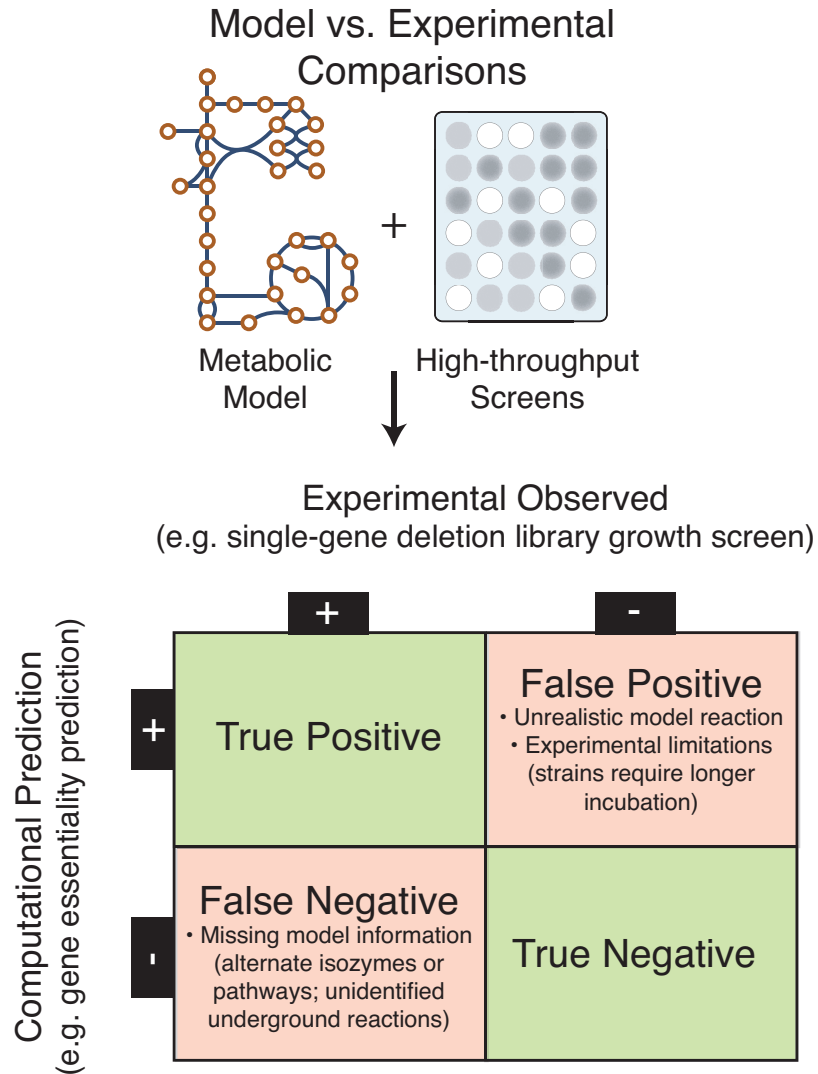 Model vs. Experimental
Comparisons
+
Metabolic
Model
High-throughput
Screens
Experimental Observed
(e.g. single-gene deletion library growth screen)
+
-
Computational Prediction
(e.g. gene essentiality prediction)
+
True Positive
False Positive
• Unrealistic model reaction
• Experimental limitations
(strains require longer
incubation)
-
False Negative
• Missing model information
(alternate isozymes or
pathways; unidentified
underground reactions)
True Negative